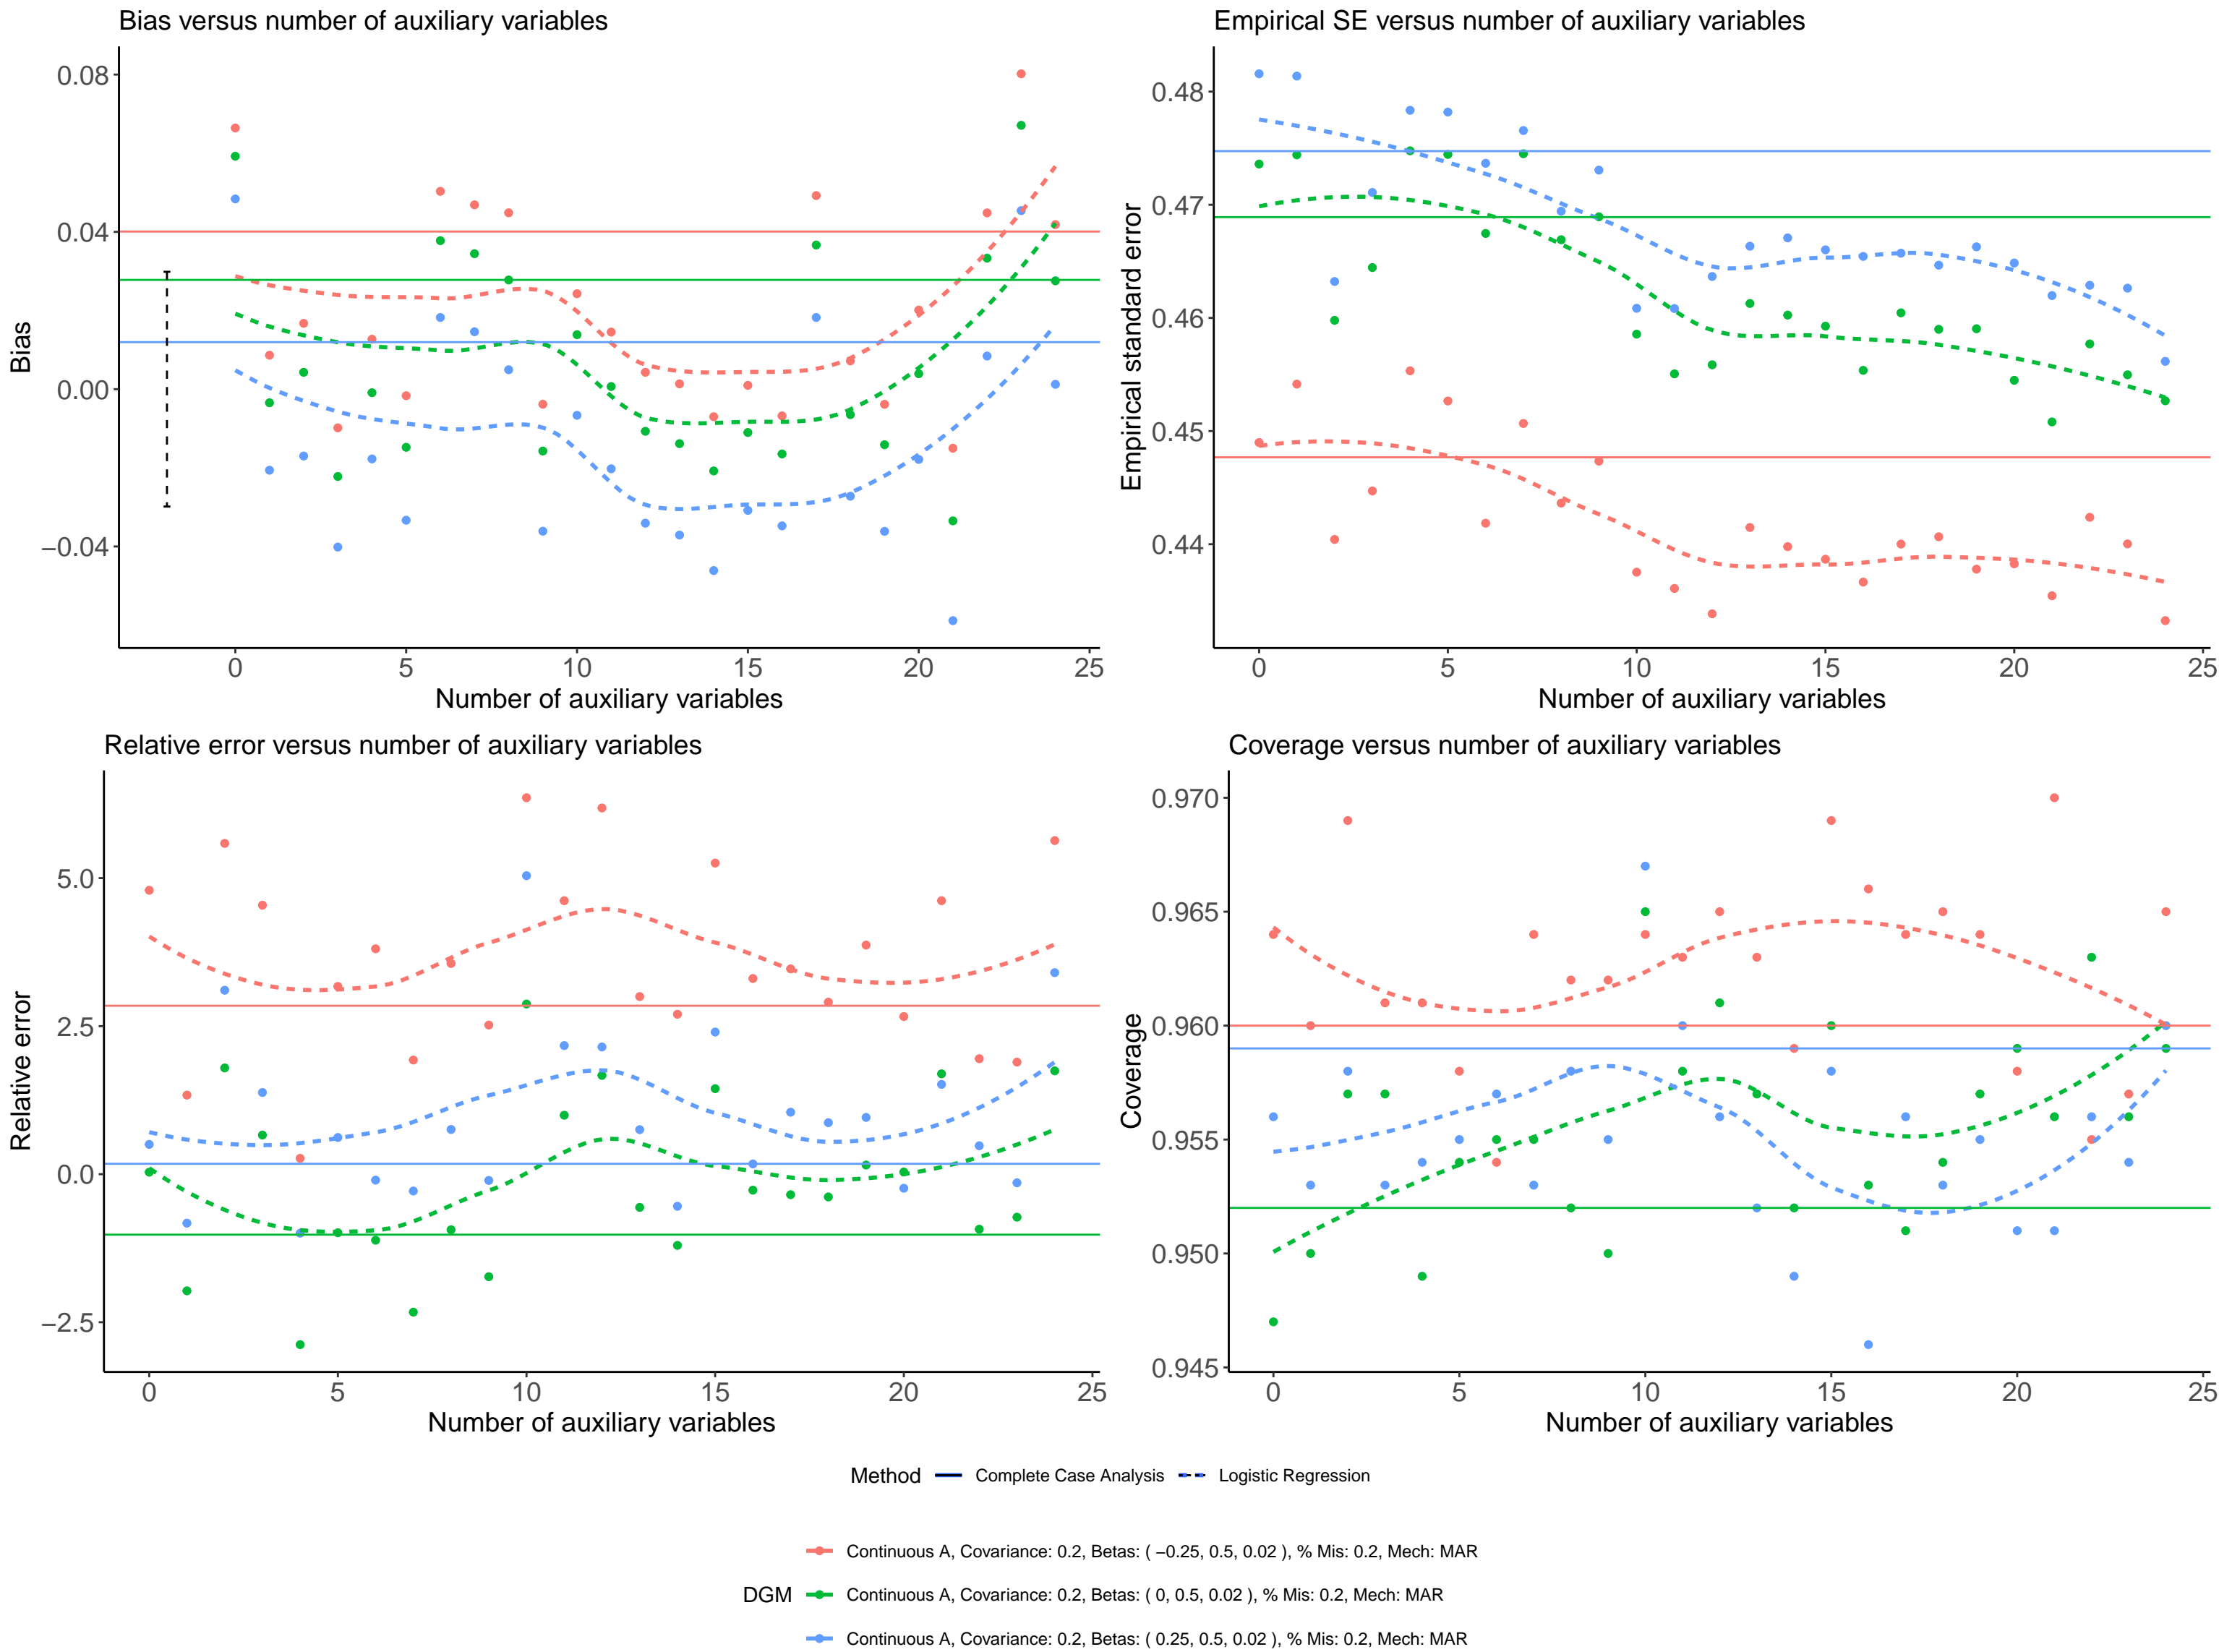 Bias versus number of auxiliary variables
0.08
0.04
0.00
−0.04
Bias
0 5 10 15 20 25
Number of auxiliary variables
Empirical SE versus number of auxiliary variables
0.48
0.47
0.46
0.45
0.44
Empirical standard error
0 5 10 15 20 25
Number of auxiliary variables
Relative error versus number of auxiliary variables
5.0
2.5
0.0
−2.5
Relative error
0 5 10 15 20 25
Number of auxiliary variables
Coverage versus number of auxiliary variables
0.970
0.965
0.960
0.955
0.950
0.945
Coverage
0 5 10 15 20 25
Number of auxiliary variables
Method Complete Case Analysis Logistic Regression
Continuous A, Covariance: 0.2, Betas: ( −0.25, 0.5, 0.02 ), % Mis: 0.2, Mech: MAR
DGM Continuous A, Covariance: 0.2, Betas: ( 0, 0.5, 0.02 ), % Mis: 0.2, Mech: MAR
Continuous A, Covariance: 0.2, Betas: ( 0.25, 0.5, 0.02 ), % Mis: 0.2, Mech: MAR